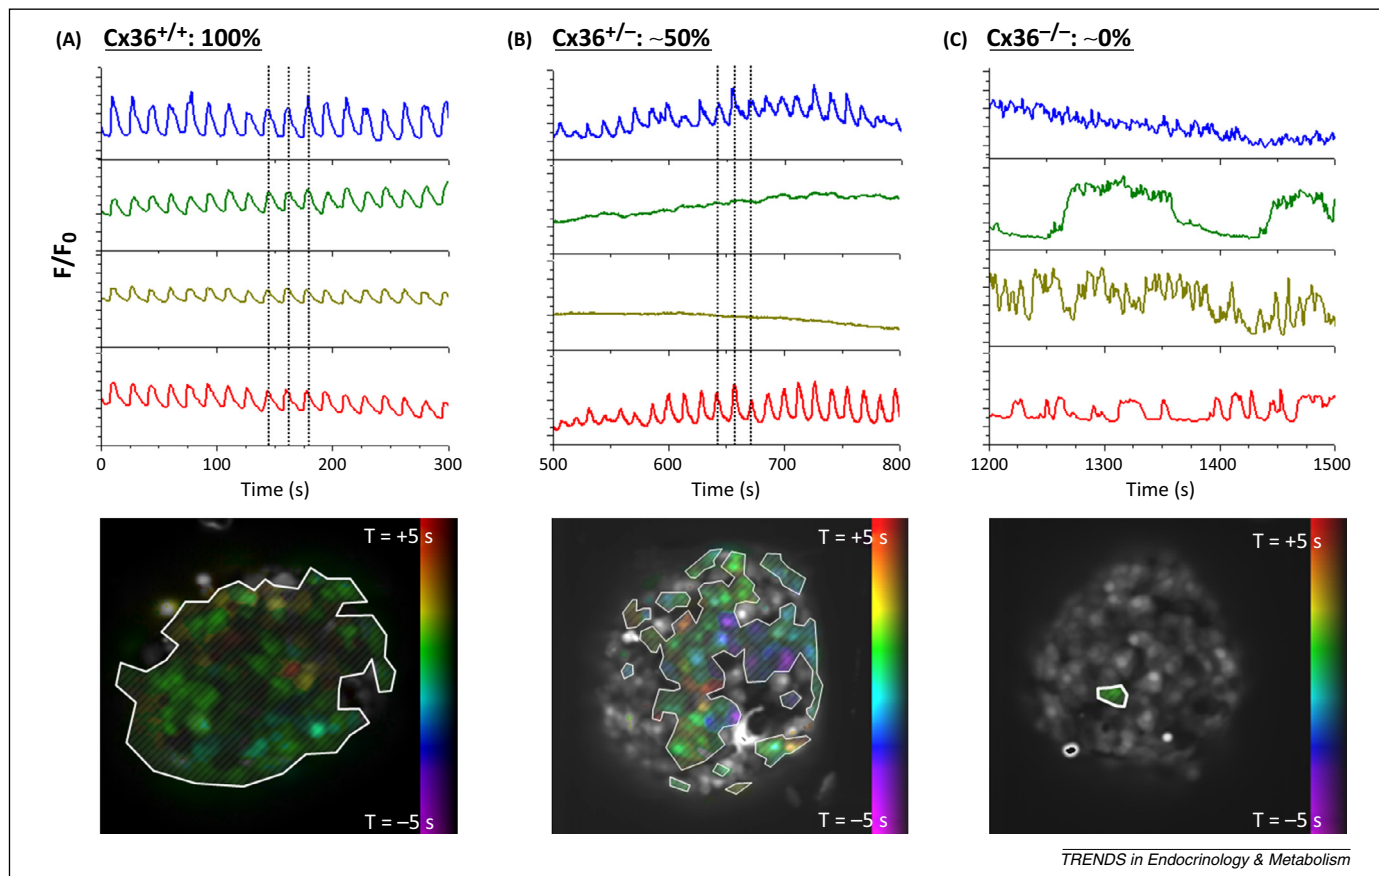 (A) Cx36+/+: 100%
(B) Cx36+/–: ~50%
(C) Cx36–/–: ~0%
F/F0
0 100 200 300
Time (s)
500 600 700 800
Time (s)
1200 1300 1400 1500
Time (s)
T = +5 s
T = –5 s
T = +5 s
T = –5 s
T = +5 s
T = –5 s
TRENDS in Endocrinology & Metabolism